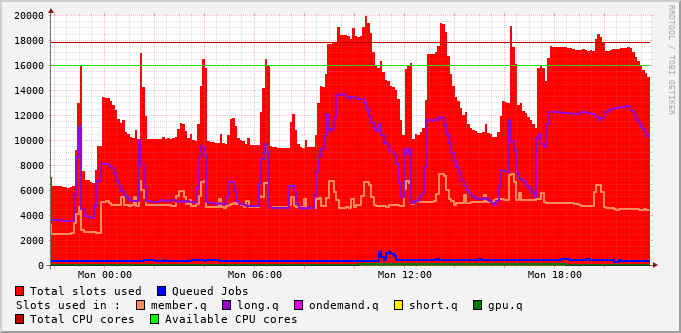 20000
18000
16000
14000
12000
10000
8000
6000
4000
2000
0
Mon 00:00 Mon 06:00 Mon 12:00 Mon 18:00
RRDTOOL / TOBI OETIKER
Total slots used Queued Jobs
Slots used in : member.q long.q ondemand.q short.q gpu.q
Total CPU cores Available CPU cores